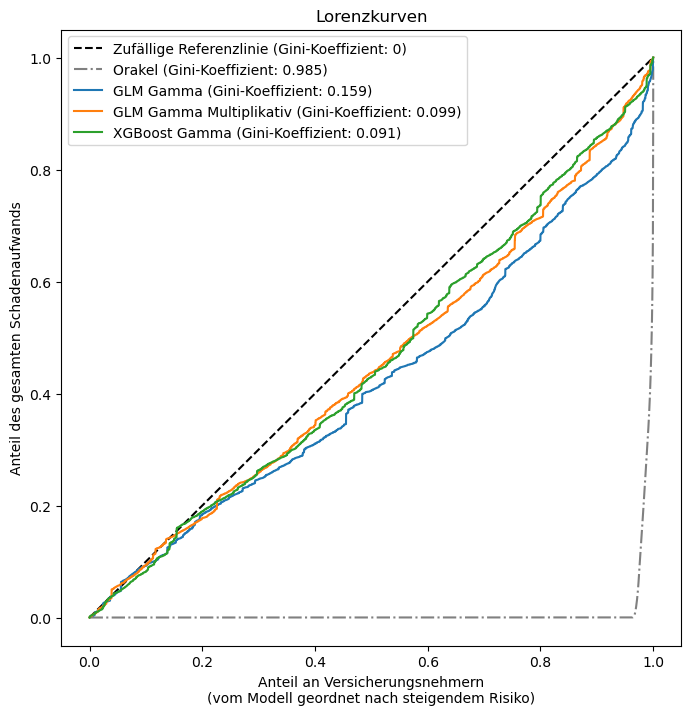 Lorenzkurven
Zufällige Referenzlinie (Gini-Koeffizient: 0)
Orakel (Gini-Koeffizient: 0.985)
GLM Gamma (Gini-Koeffizient: 0.159)
GLM Gamma Multiplikativ (Gini-Koeffizient: 0.099)
XGBoost Gamma (Gini-Koeffizient: 0.091)
Anteil des gesamten Schadenaufwands
1.0
0.8
0.6
0.4
0.2
0.0
0.0 0.2 0.4 0.6 0.8 1.0
Anteil an Versicherungsnehmern
(vom Modell geordnet nach steigendem Risiko)